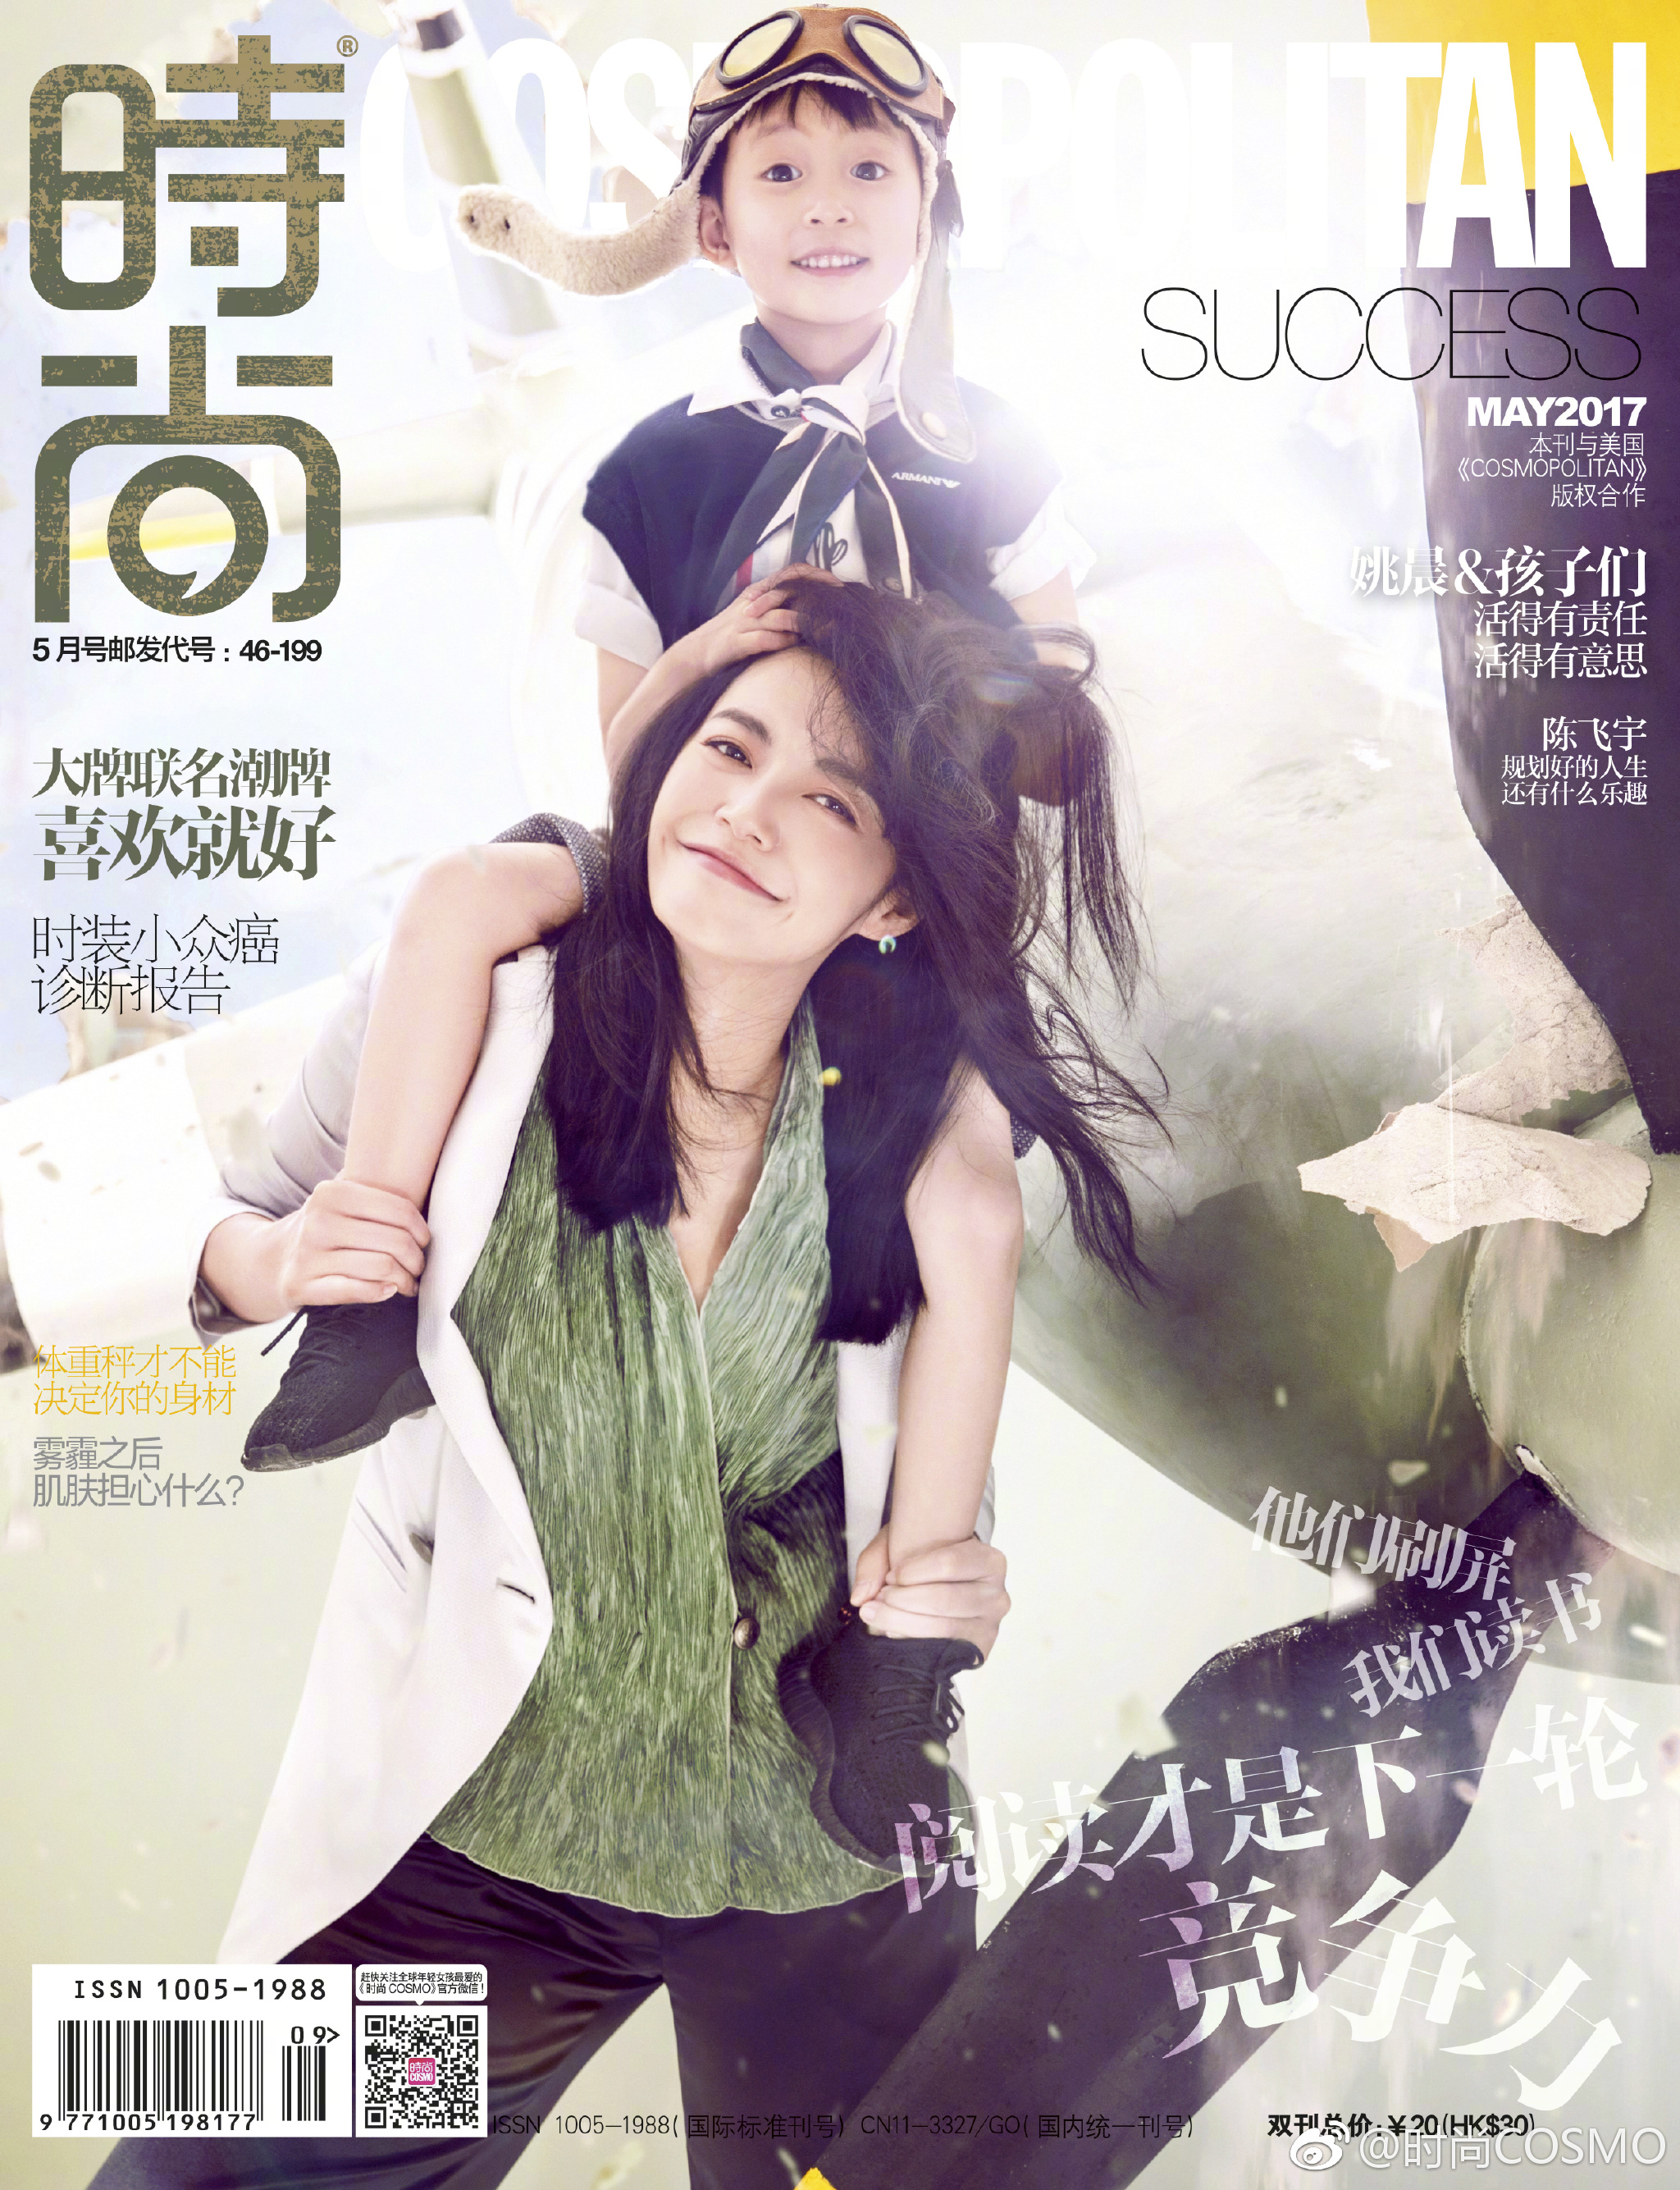 時尚®
COSMOPOLITAN
SUCCESS
MAY2017
本刊与美国
《COSMOPOLITAN》
版权合作
5月号邮发代号：46-199
ARMANI
姚晨&孩子们
活得有责任
活得有意思
陈飞宇
规划好的人生
还有什么乐趣
大牌联名潮牌
喜欢就好
时装小众癌
诊断报告
体重秤才不能
决定你的身材
雾霾之后
肌肤担心什么?
他们刷屏
我们读书
阅读才是下一轮
竞争力
ISSN 1005-1988
09>
9 771005 198177
赶快关注全球年轻女孩最爱的
《时尚COSMO》官方微信!
時尚
COSMO
ISSN 1005-1988(国际标准刊号) CN11-3327/GO(国内统一刊号)
双刊总价:￥20(HK$30)
@时尚COSMO